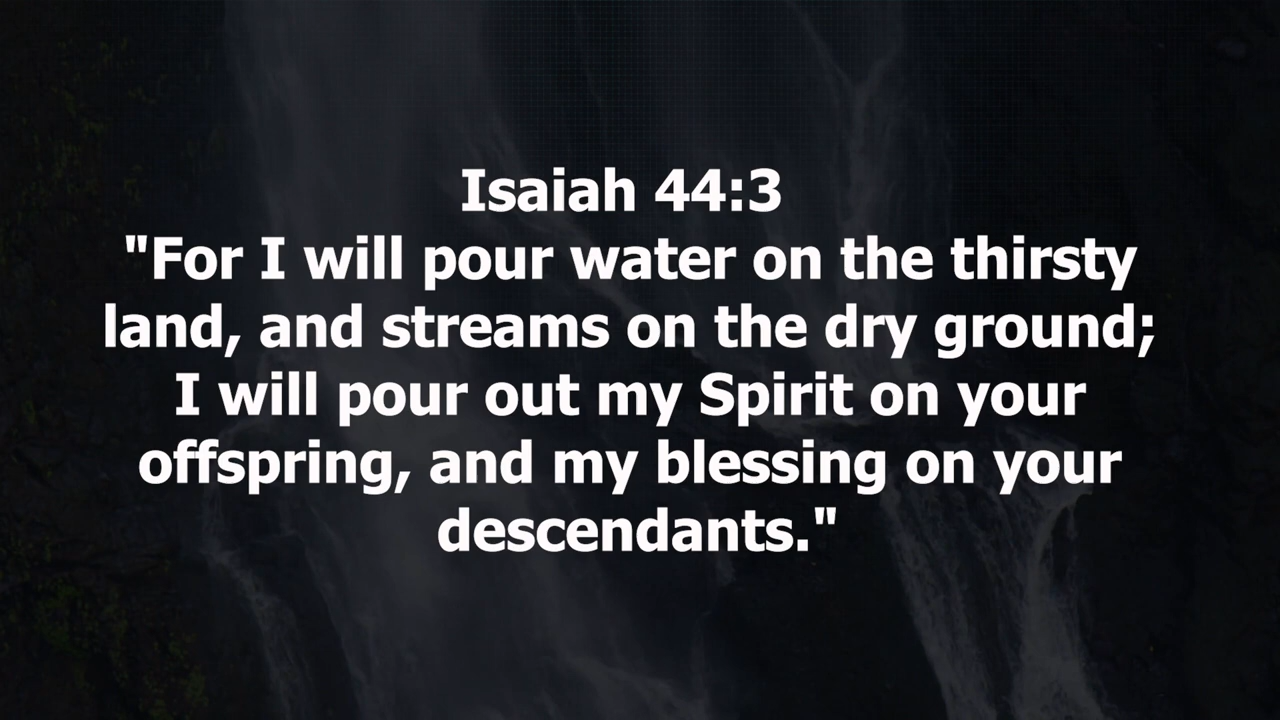 Isaiah 44:3
"For I will pour water on the thirsty
land, and streams on the dry ground;
I will pour out my Spirit on your
offspring, and my blessing on your
descendants."